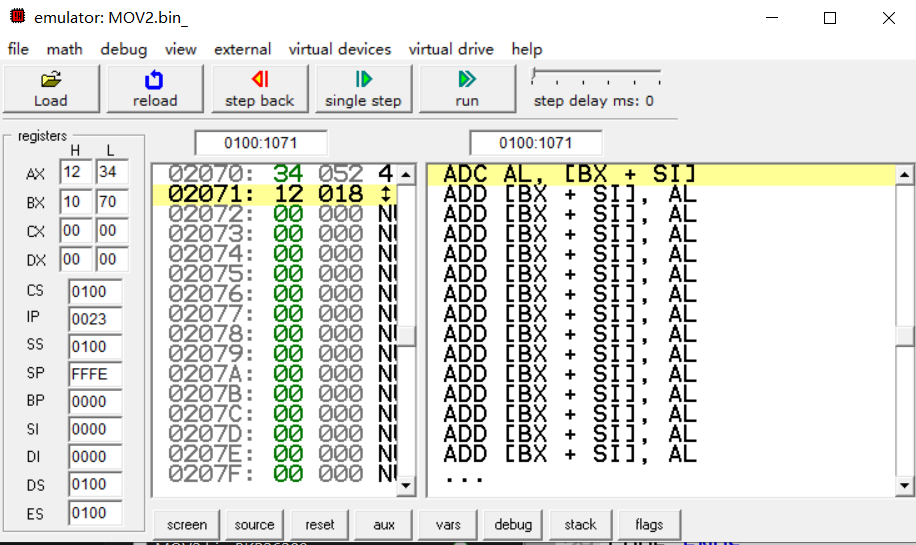 emulator: MOV2.bin_
file math debug view external virtual devices virtual drive help
Load reload step back single step run step delay ms: 0
registers
H L
AX 12 34
BX 10 70
CX 00 00
DX 00 00
CS 0100
IP 0023
SS 0100
SP FFFE
BP 0000
SI 0000
DI 0000
DS 0100
ES 0100
0100:1071
02070: 34 052 4
02071: 12 018 ↕
02072: 00 000 NU
02073: 00 000 NU
02074: 00 000 NU
02075: 00 000 NU
02076: 00 000 NU
02077: 00 000 NU
02078: 00 000 NU
02079: 00 000 NU
0207A: 00 000 NU
0207B: 00 000 NU
0207C: 00 000 NU
0207D: 00 000 NU
0207E: 00 000 NU
0207F: 00 000 NU
0100:1071
ADC AL, [BX + SI]
ADD [BX + SI], AL
ADD [BX + SI], AL
ADD [BX + SI], AL
ADD [BX + SI], AL
ADD [BX + SI], AL
ADD [BX + SI], AL
ADD [BX + SI], AL
ADD [BX + SI], AL
ADD [BX + SI], AL
ADD [BX + SI], AL
ADD [BX + SI], AL
ADD [BX + SI], AL
ADD [BX + SI], AL
ADD [BX + SI], AL
...
screen source reset aux vars debug stack flags